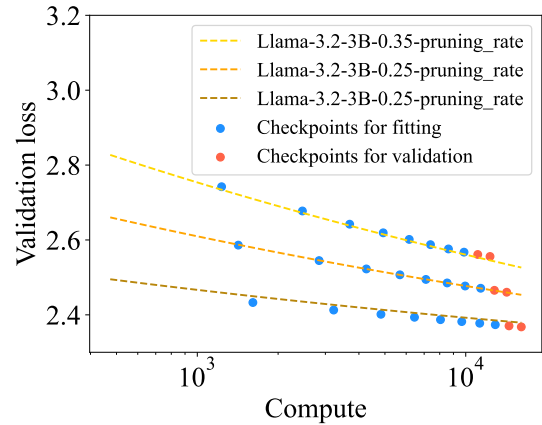 3.2
3.0
2.8
2.6
2.4
Validation loss
Llama-3.2-3B-0.35-pruning_rate
Llama-3.2-3B-0.25-pruning_rate
Llama-3.2-3B-0.25-pruning_rate
Checkpoints for fitting
Checkpoints for validation
10³
10⁴
Compute